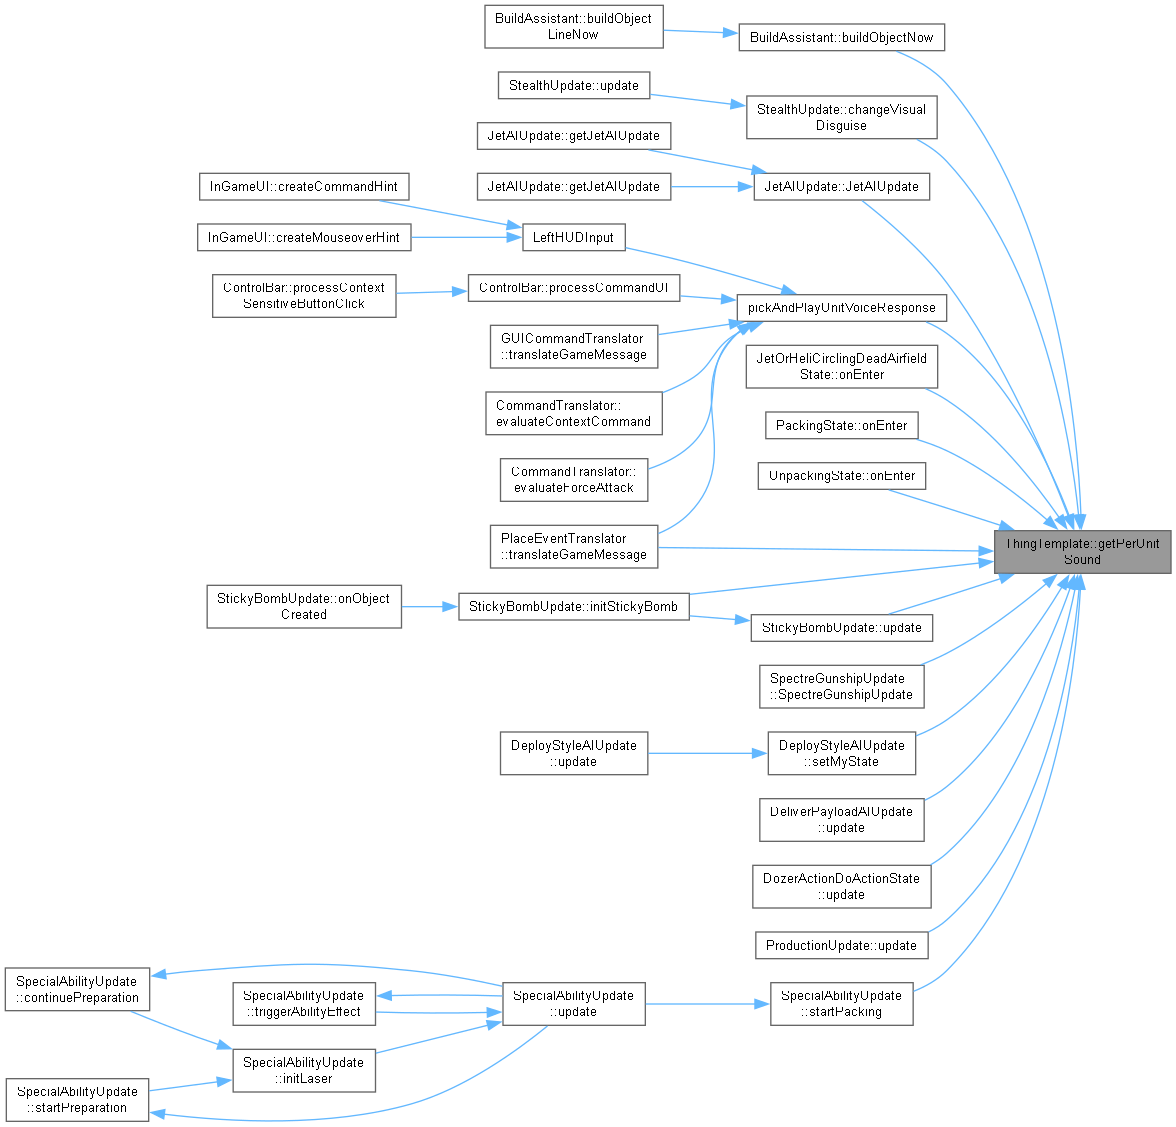 BuildAssistant::buildObject
LineNow
BuildAssistant::buildObjectNow
StealthUpdate::update
StealthUpdate::changeVisual
Disguise
JetAIUpdate::getJetAIUpdate
JetAIUpdate::getJetAIUpdate
JetAIUpdate::JetAIUpdate
InGameUI::createCommandHint
InGameUI::createMouseoverHint
LeftHUDInput
ControlBar::processContext
SensitiveButtonClick
ControlBar::processCommandUI
pickAndPlayUnitVoiceResponse
GUICommandTranslator
::translateGameMessage
JetOrHeliCirclingDeadAirfield
State::onEnter
CommandTranslator::
evaluateContextCommand
PackingState::onEnter
CommandTranslator::
evaluateForceAttack
UnpackingState::onEnter
PlaceEventTranslator
::translateGameMessage
ThingTemplate::getPerUnit
Sound
StickyBombUpdate::onObject
Created
StickyBombUpdate::initStickyBomb
StickyBombUpdate::update
SpectreGunshipUpdate
::SpectreGunshipUpdate
DeployStyleAIUpdate
::update
DeployStyleAIUpdate
::setMyState
DeliverPayloadAIUpdate
::update
DozerActionDoActionState
::update
ProductionUpdate::update
SpecialAbilityUpdate
::continuePreparation
SpecialAbilityUpdate
::triggerAbilityEffect
SpecialAbilityUpdate
::update
SpecialAbilityUpdate
::startPacking
SpecialAbilityUpdate
::initLaser
SpecialAbilityUpdate
::startPreparation